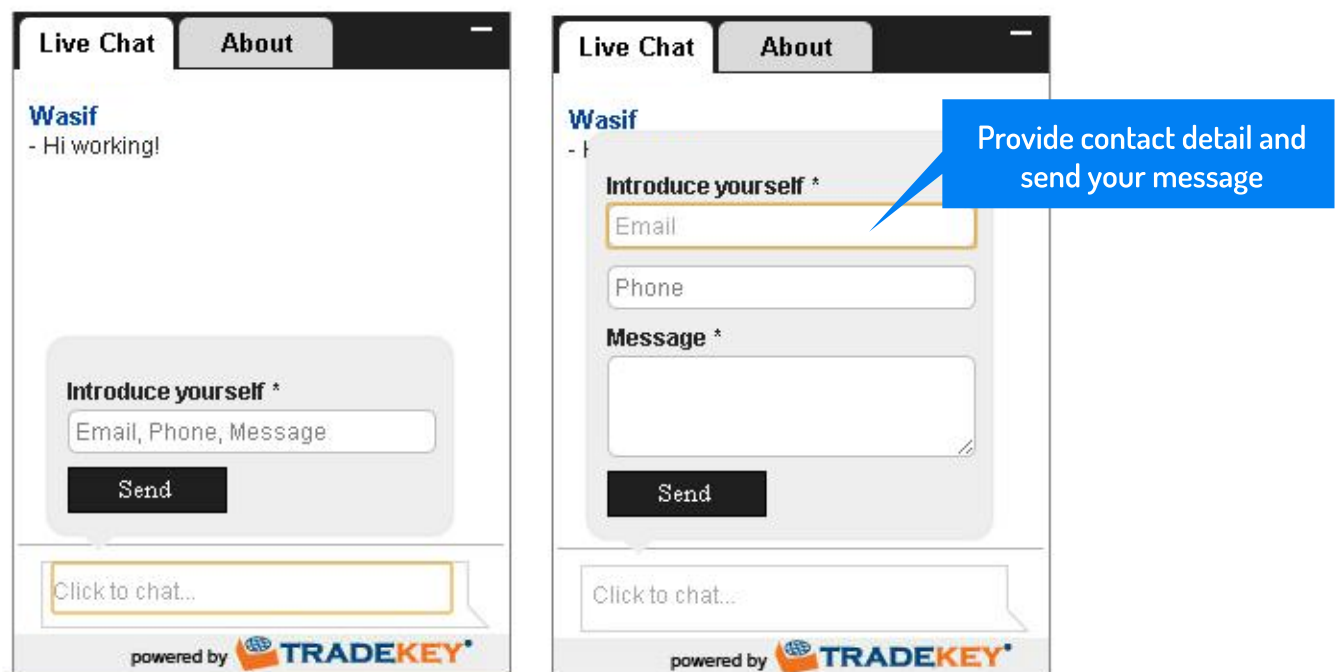 Live Chat
About
Wasif
- Hi working!
Introduce yourself *
Email, Phone, Message
Send
Click to chat...
powered by TRADEKEY
Live Chat
About
Wasif
Provide contact detail and
send your message
Introduce yourself *
Email
Phone
Message *
Send
Click to chat...
powered by TRADEKEY